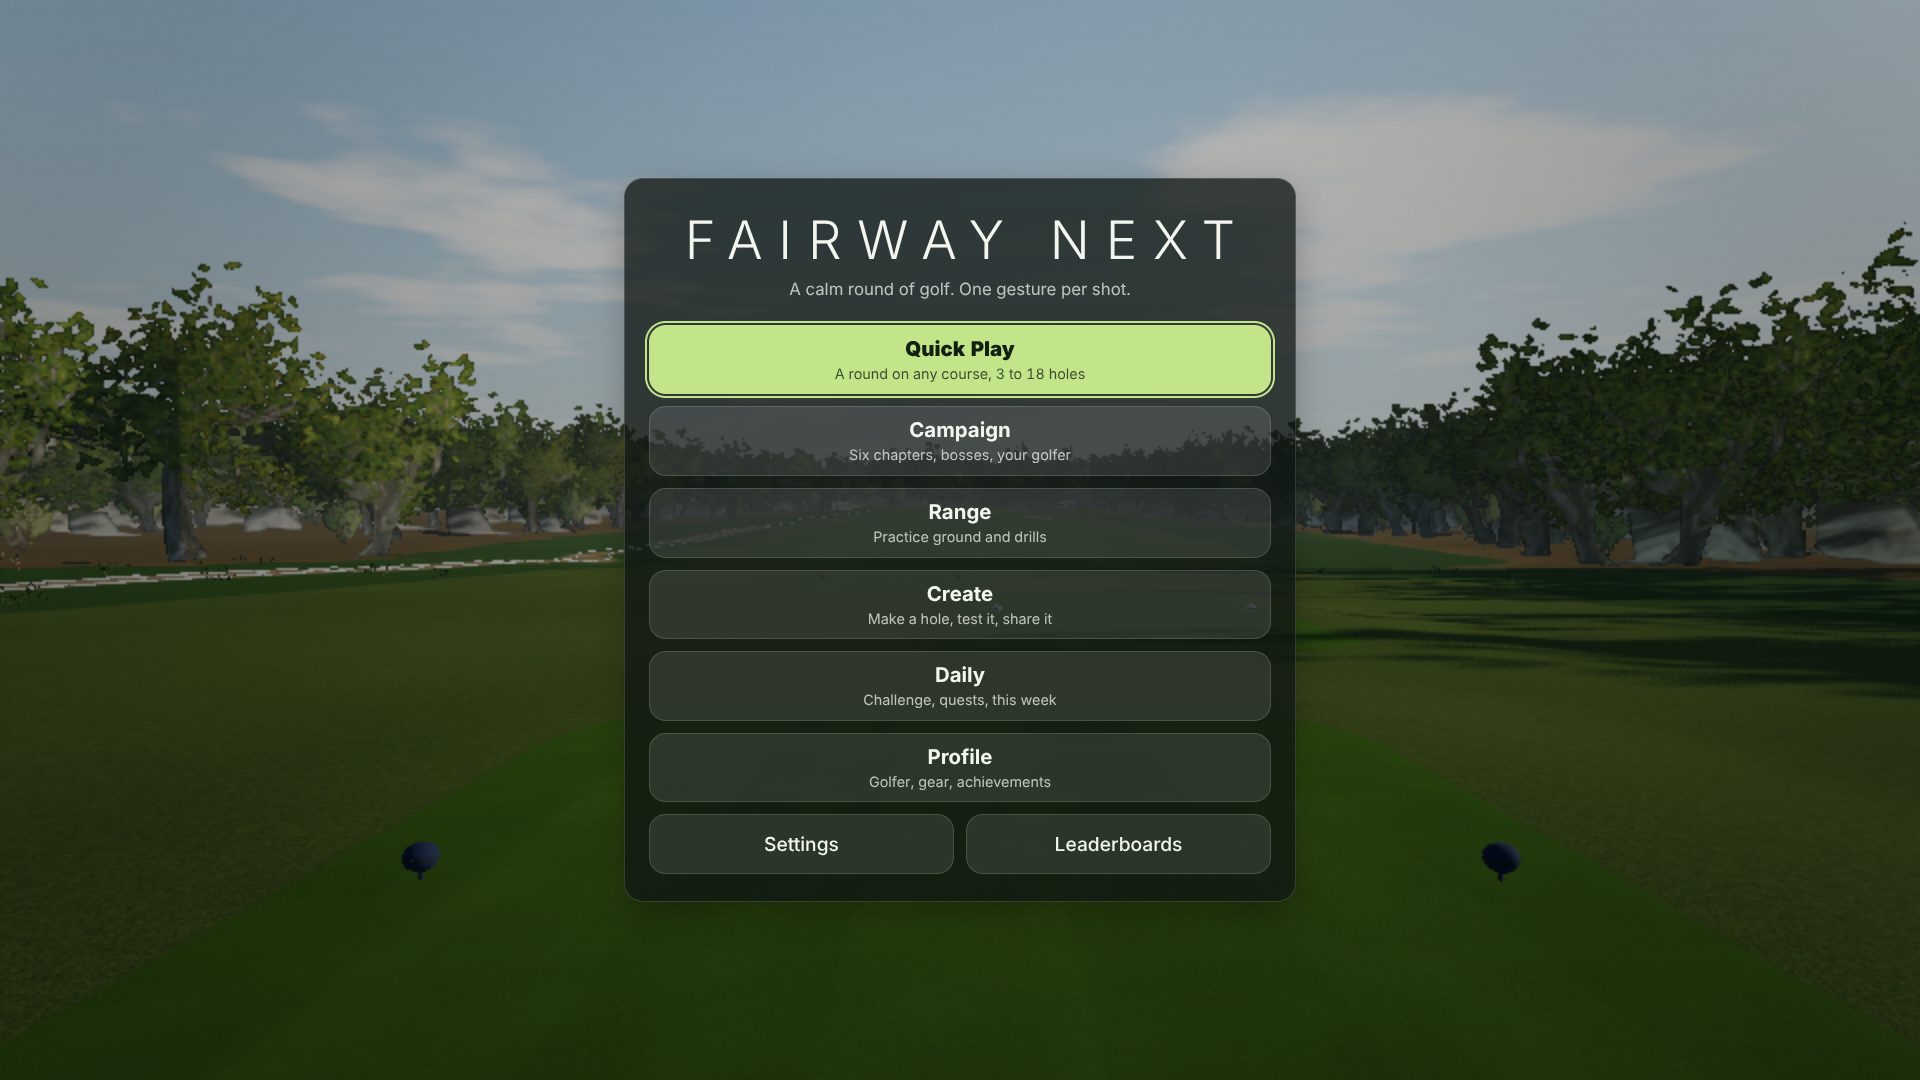 FAIRWAY NEXT
A calm round of golf. One gesture per shot.
Quick Play
A round on any course, 3 to 18 holes
Campaign
Six chapters, bosses, your golfer
Range
Practice ground and drills
Create
Make a hole, test it, share it
Daily
Challenge, quests, this week
Profile
Golfer, gear, achievements
Settings
Leaderboards